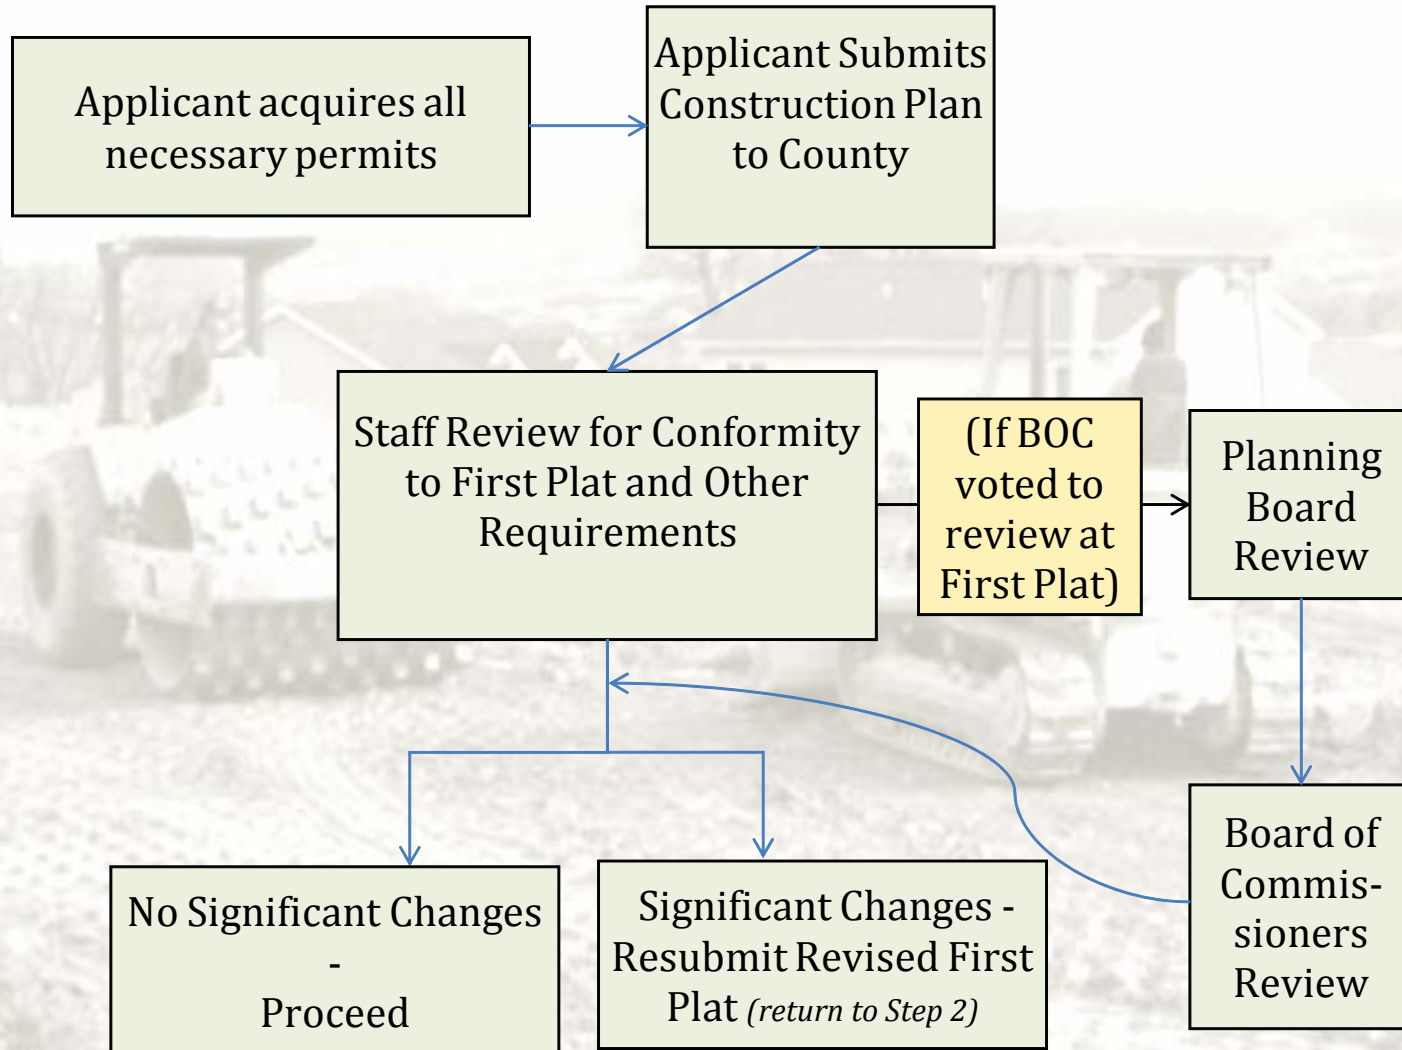 Applicant acquires all
necessary permits
Applicant Submits
Construction Plan
to County
Staff Review for Conformity
to First Plat and Other
Requirements
(If BOC
voted to
review at
First Plat)
Planning
Board
Review
Board of
Commis-
sioners
Review
No Significant Changes
-
Proceed
Significant Changes -
Resubmit Revised First
Plat (return to Step 2)